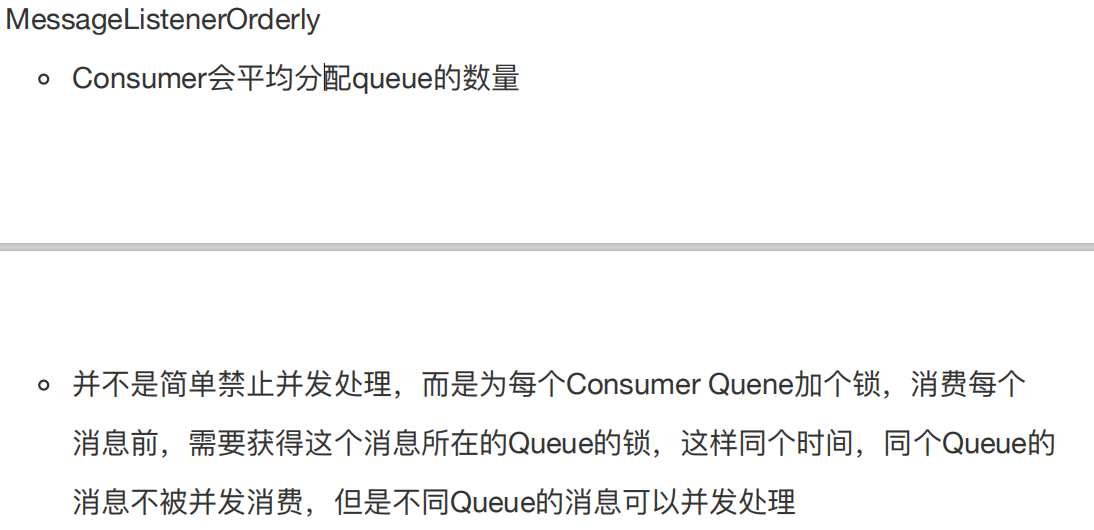 MessageListenerOrderly
Consumer会平均分配queue的数量
并不是简单禁止并发处理，而是为每个Consumer Quene加个锁，消费每个
消息前，需要获得这个消息所在的Queue的锁，这样同个时间，同个Queue的
消息不被并发消费，但是不同Queue的消息可以并发处理